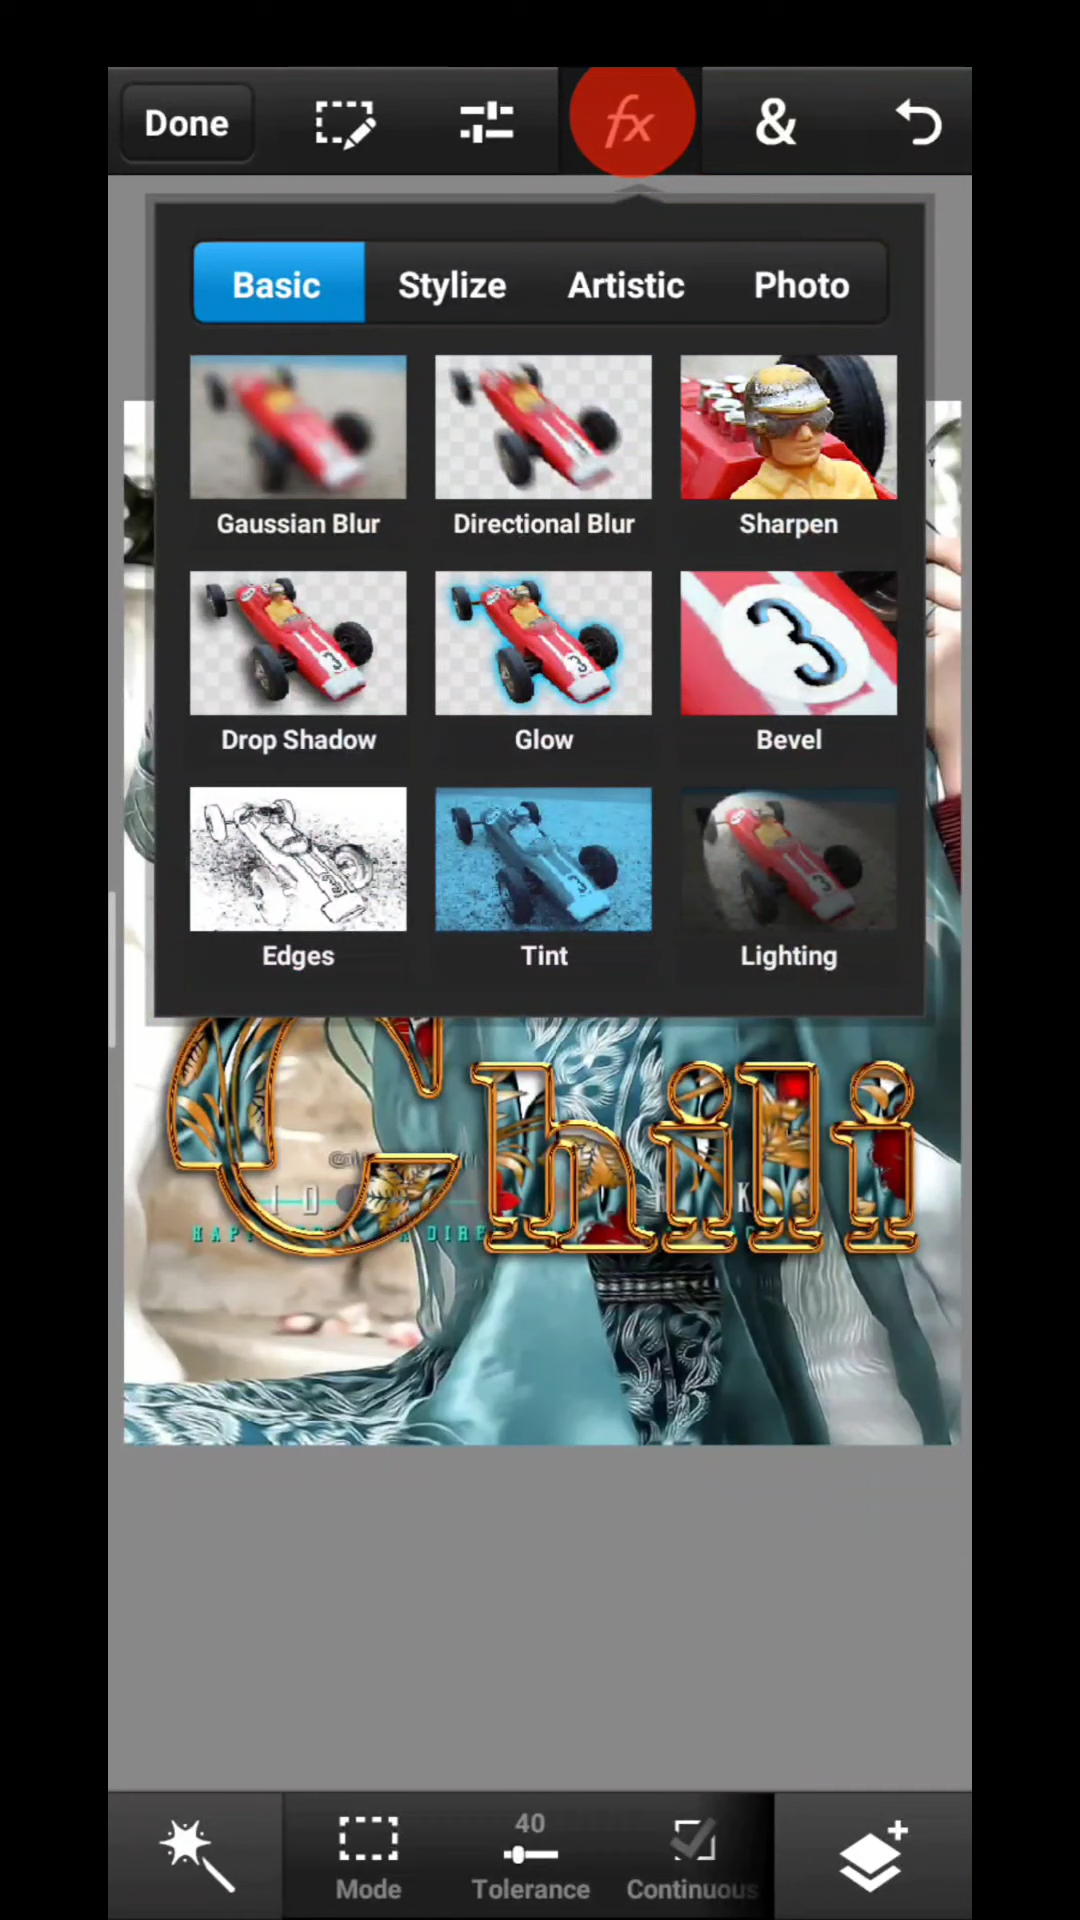 Done fx &
Basic Stylize Artistic Photo
Gaussian Blur Directional Blur Sharpen
3
Drop Shadow Glow Bevel
Edges Tint Lighting
Chili
40
Mode Tolerance Continuous